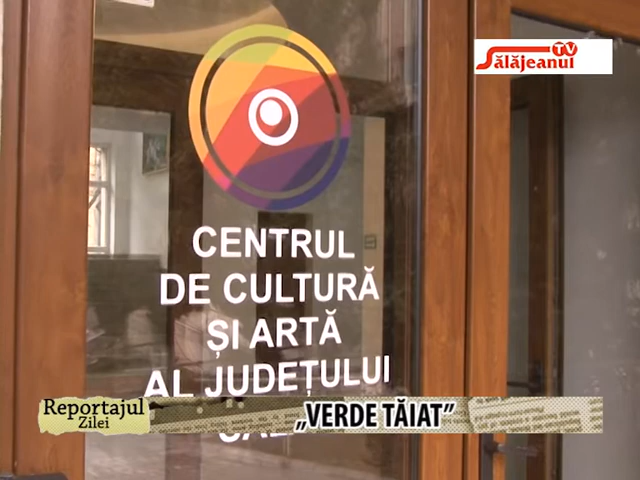 Sălăjeanul TV
CENTRUL
DE CULTURĂ
ȘI ARTĂ
AL JUDEȚULUI
Reportajul
Zilei
„VERDE TĂIAT”